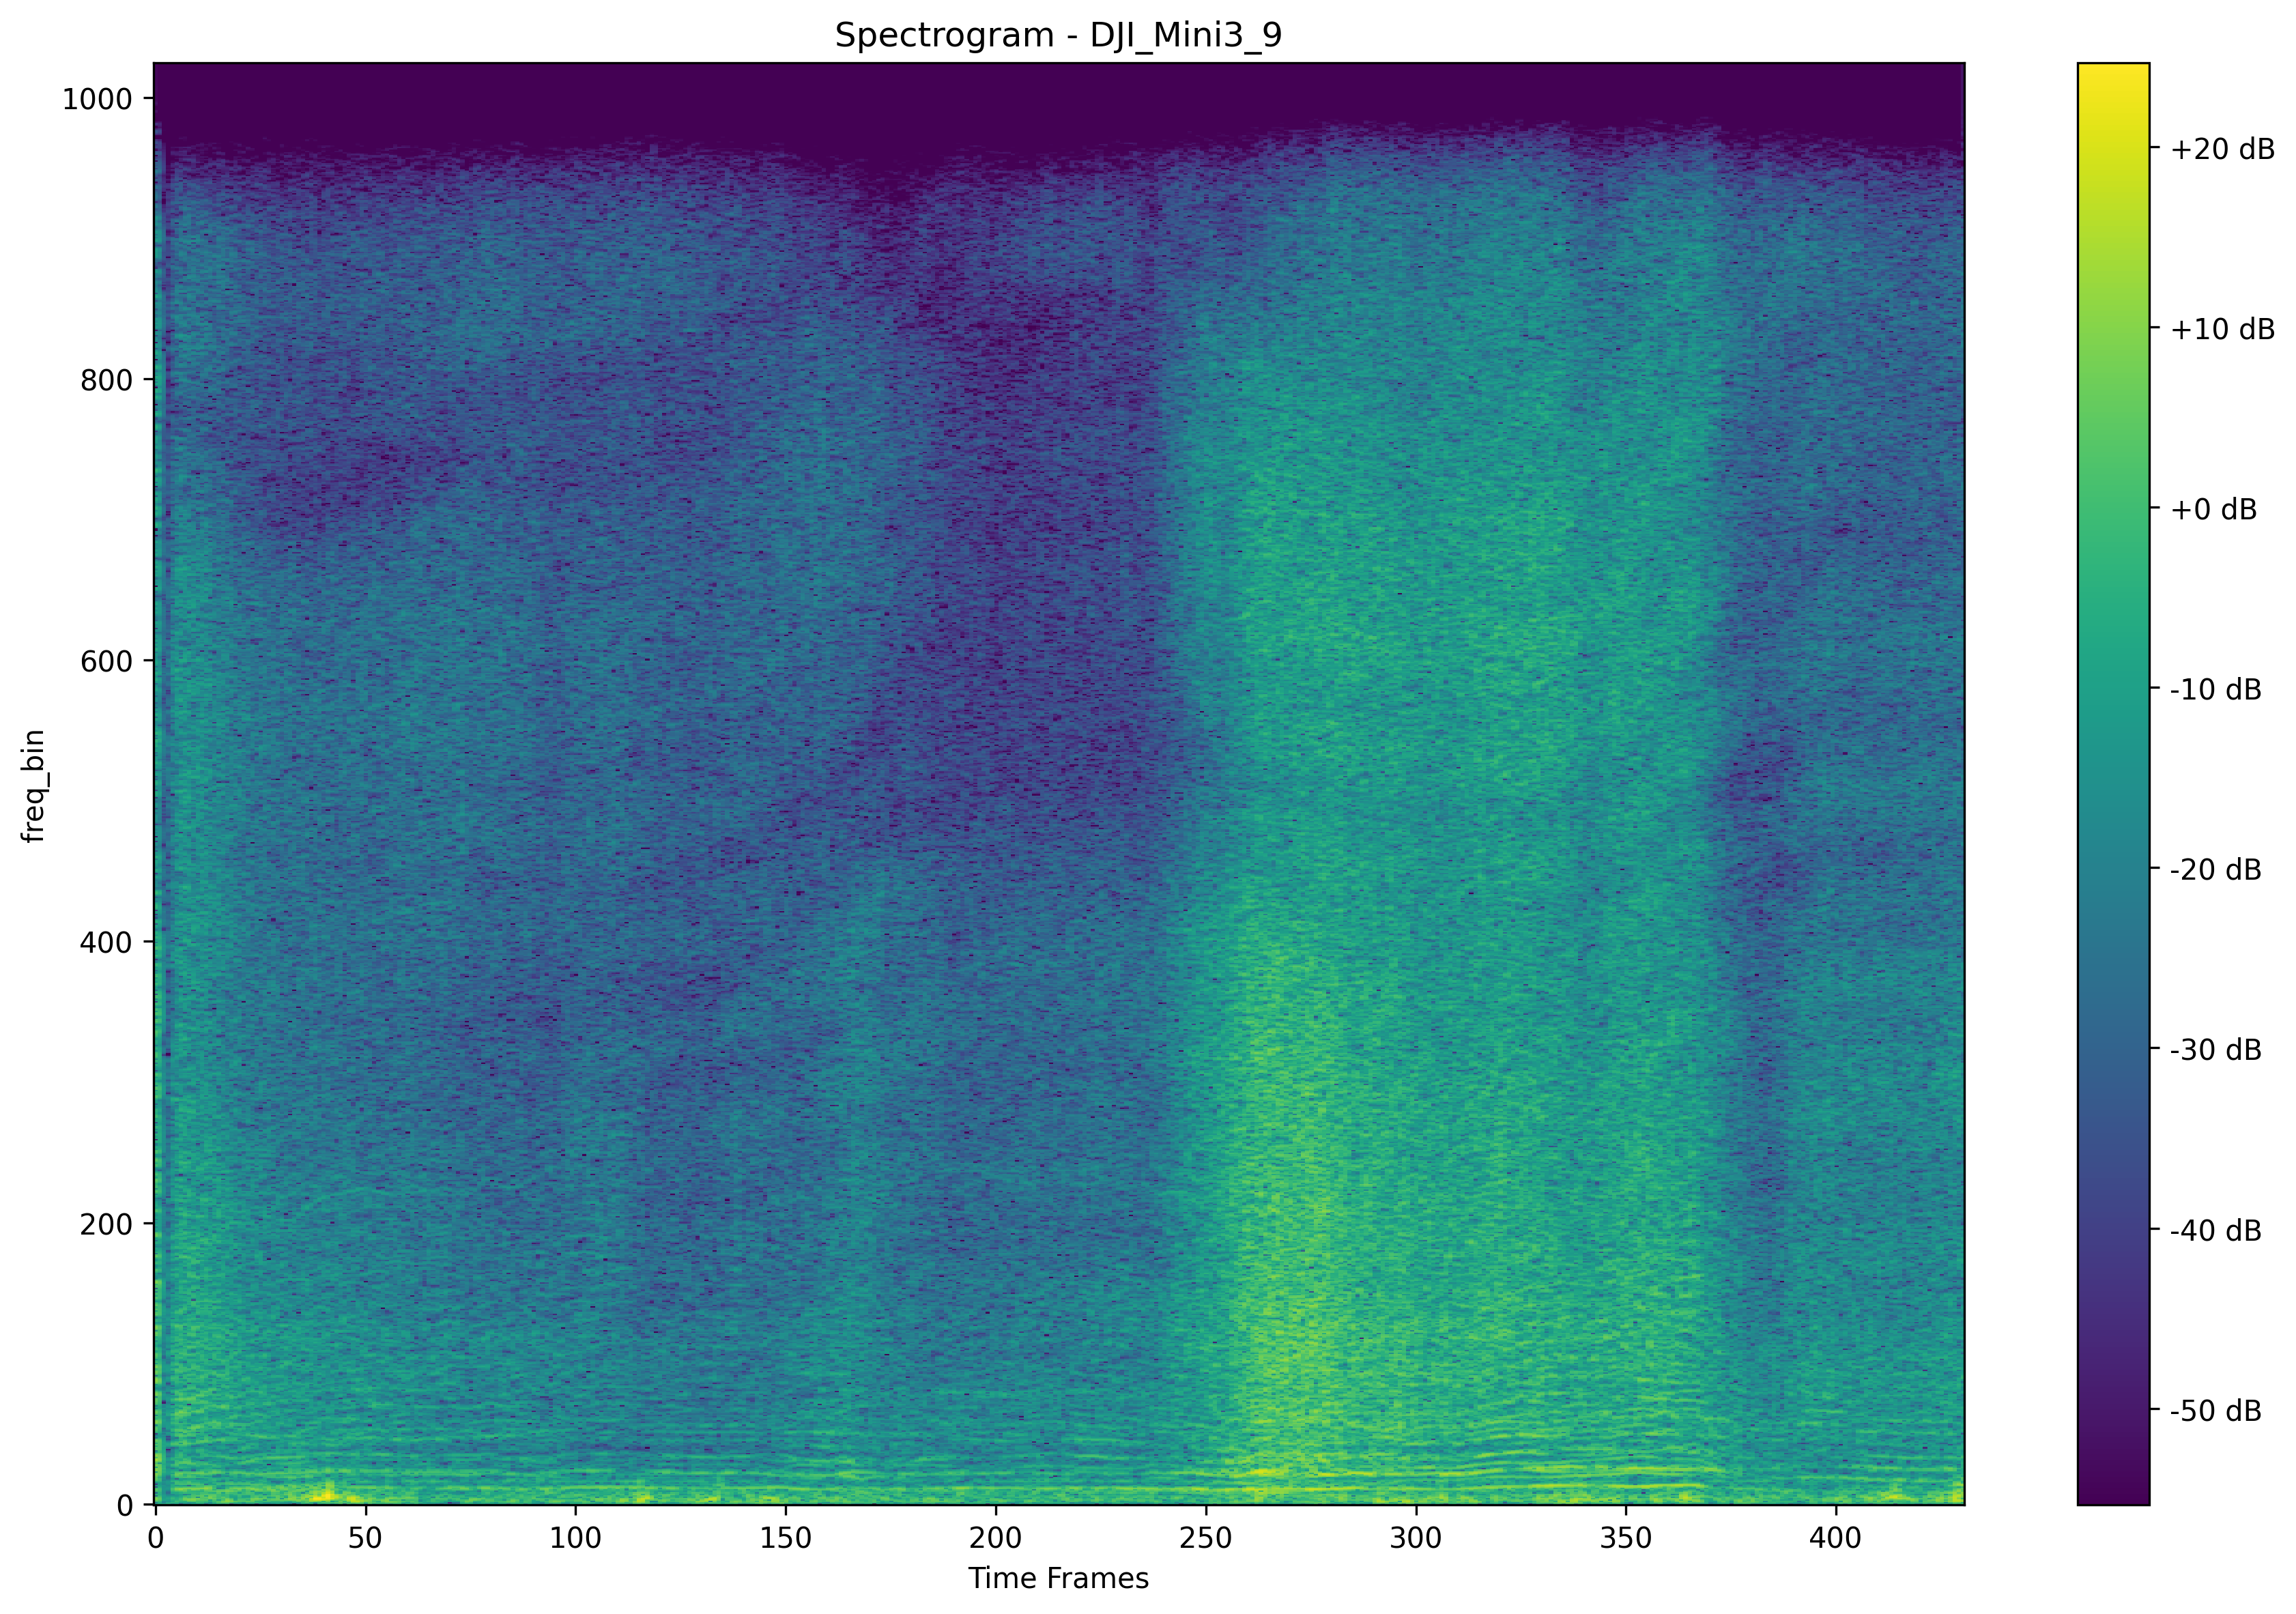 Spectrogram - DJI_Mini3_9
freq_bin
1000
800
600
400
200
0
0 50 100 150 200 250 300 350 400
Time Frames
+20 dB
+10 dB
+0 dB
-10 dB
-20 dB
-30 dB
-40 dB
-50 dB